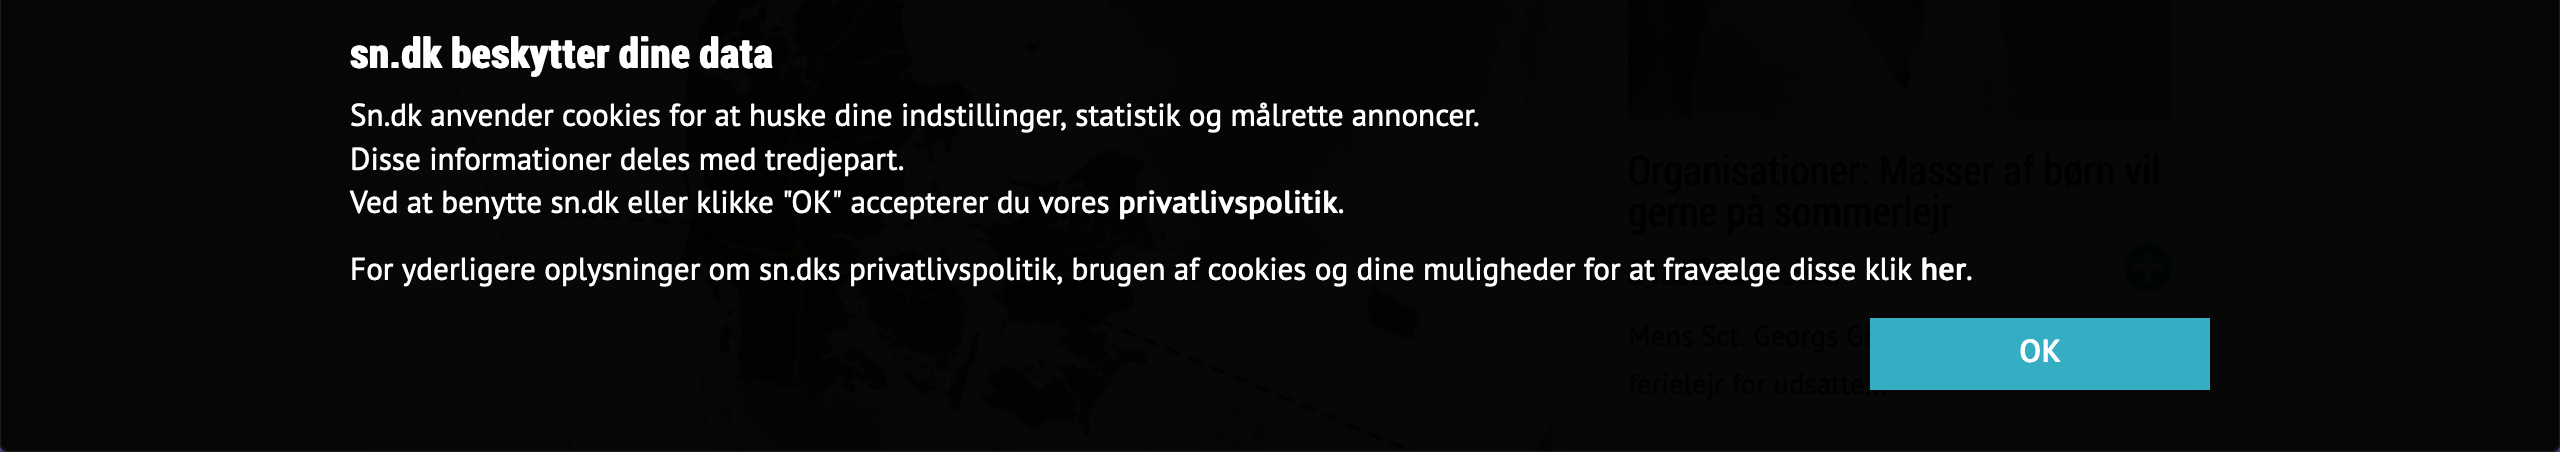 sn.dk beskytter dine data
Sn.dk anvender cookies for at huske dine indstillinger, statistik og målrette annoncer.
Disse informationer deles med tredjepart.
Ved at benytte sn.dk eller klikke "OK" accepterer du vores privatlivspolitik.
For yderligere oplysninger om sn.dks privatlivspolitik, brugen af cookies og dine muligheder for at fravælge disse klik her.
OK
Organisationer: Masser af børn vil
gerne på sommerlejr
Mens Sct. Georgs
ferielejr for udsatte...